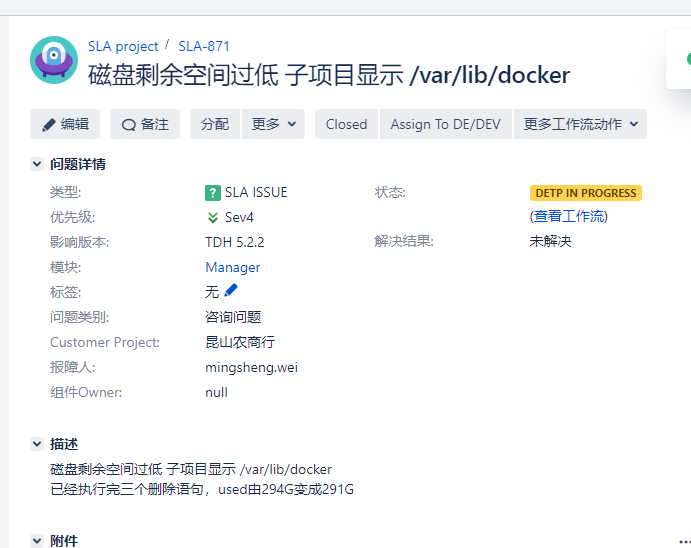 SLA project / SLA-871
磁盘剩余空间过低 子项目显示 /var/lib/docker
编辑 备注 分配 更多 Closed Assign To DE/DEV 更多工作流动作
问题详情
类型: ? SLA ISSUE 状态: DETP IN PROGRESS
优先级: Sev4 (查看工作流)
影响版本: TDH 5.2.2 解决结果: 未解决
模块: Manager
标签: 无
问题类别: 咨询问题
Customer Project: 昆山农商行
报障人: mingsheng.wei
组件Owner: null
描述
磁盘剩余空间过低 子项目显示 /var/lib/docker
已经执行完三个删除语句，used由294G变成291G
附件